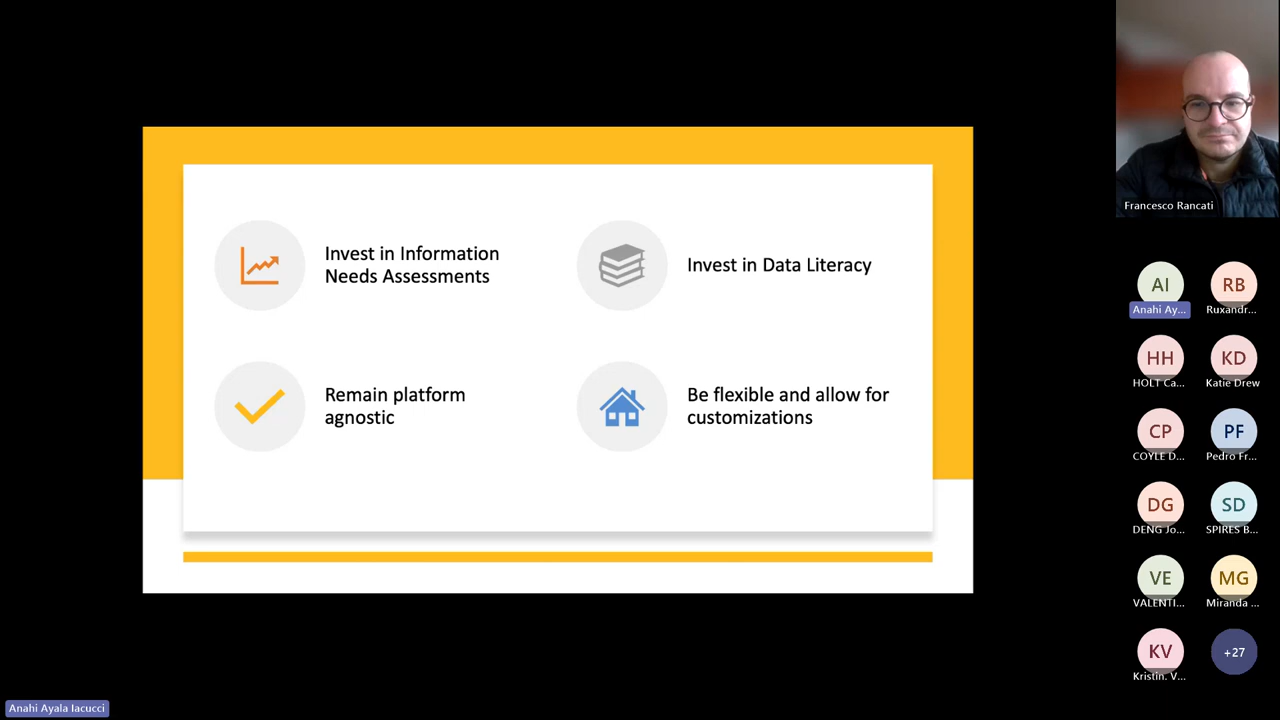 Invest in Information
Needs Assessments
Invest in Data Literacy
Remain platform
agnostic
Be flexible and allow for
customizations
Francesco Rancati
AI
Anahi Ay...
RB
Ruxandr...
HH
HOLT Ca...
KD
Katie Drew
CP
COYLE D...
PF
Pedro Fr...
DG
DENG Jo...
SD
SPIRES B...
VE
VALENTI...
MG
Miranda ...
KV
Kristin. V...
+27
Anahi Ayala Iacucci